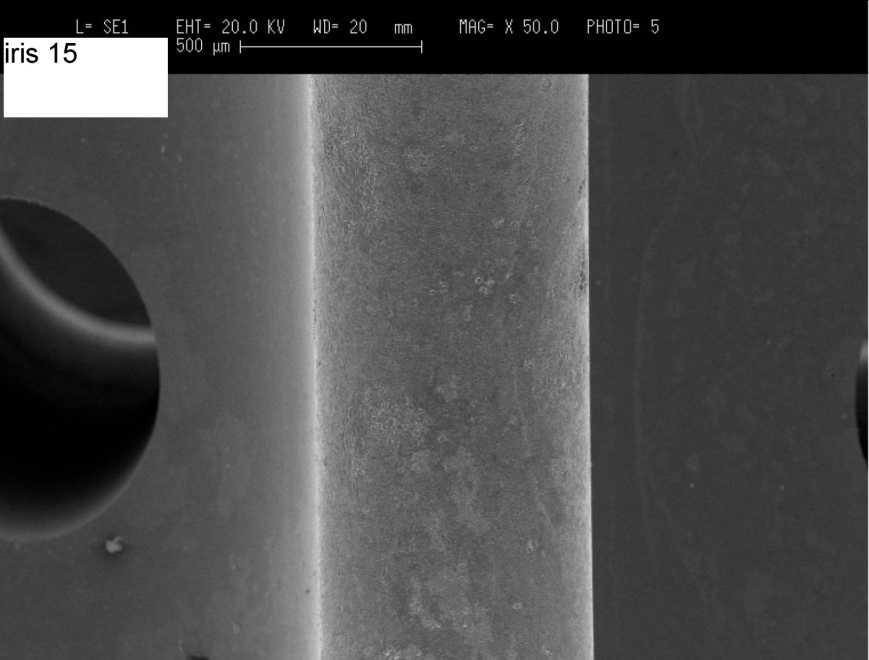 L= SE1 EHT= 20.0 KV WD= 20 mm MAG= X 50.0 PHOTO= 5
500 µm
iris 15